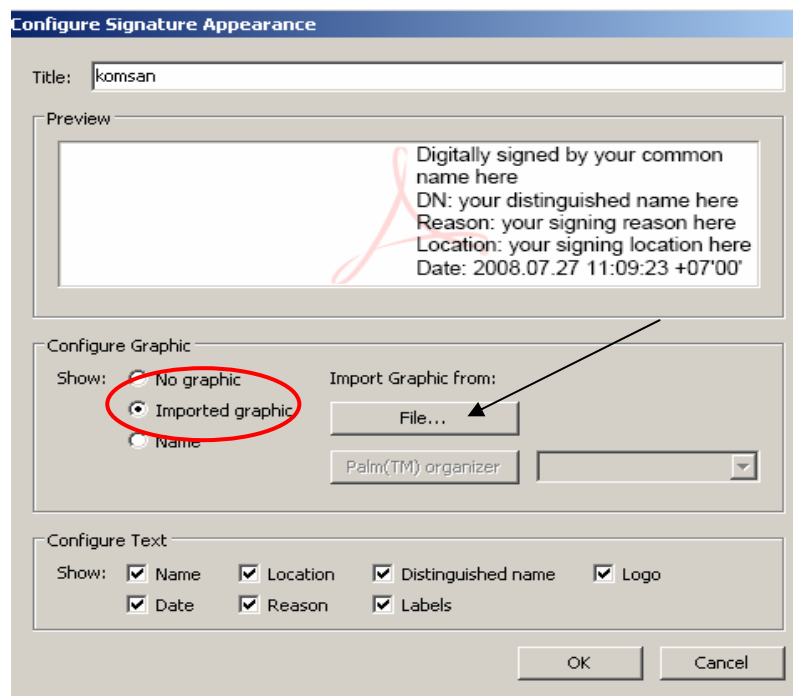 Configure Signature Appearance
Title: komsan
Preview
Digitally signed by your common
name here
DN: your distinguished name here
Reason: your signing reason here
Location: your signing location here
Date: 2008.07.27 11:09:23 +07'00'
Configure Graphic
Show: No graphic Import Graphic from:
Imported graphic File...
Name
Palm(TM) organizer
Configure Text
Show: Name Location Distinguished name Logo
Date Reason Labels
OK Cancel